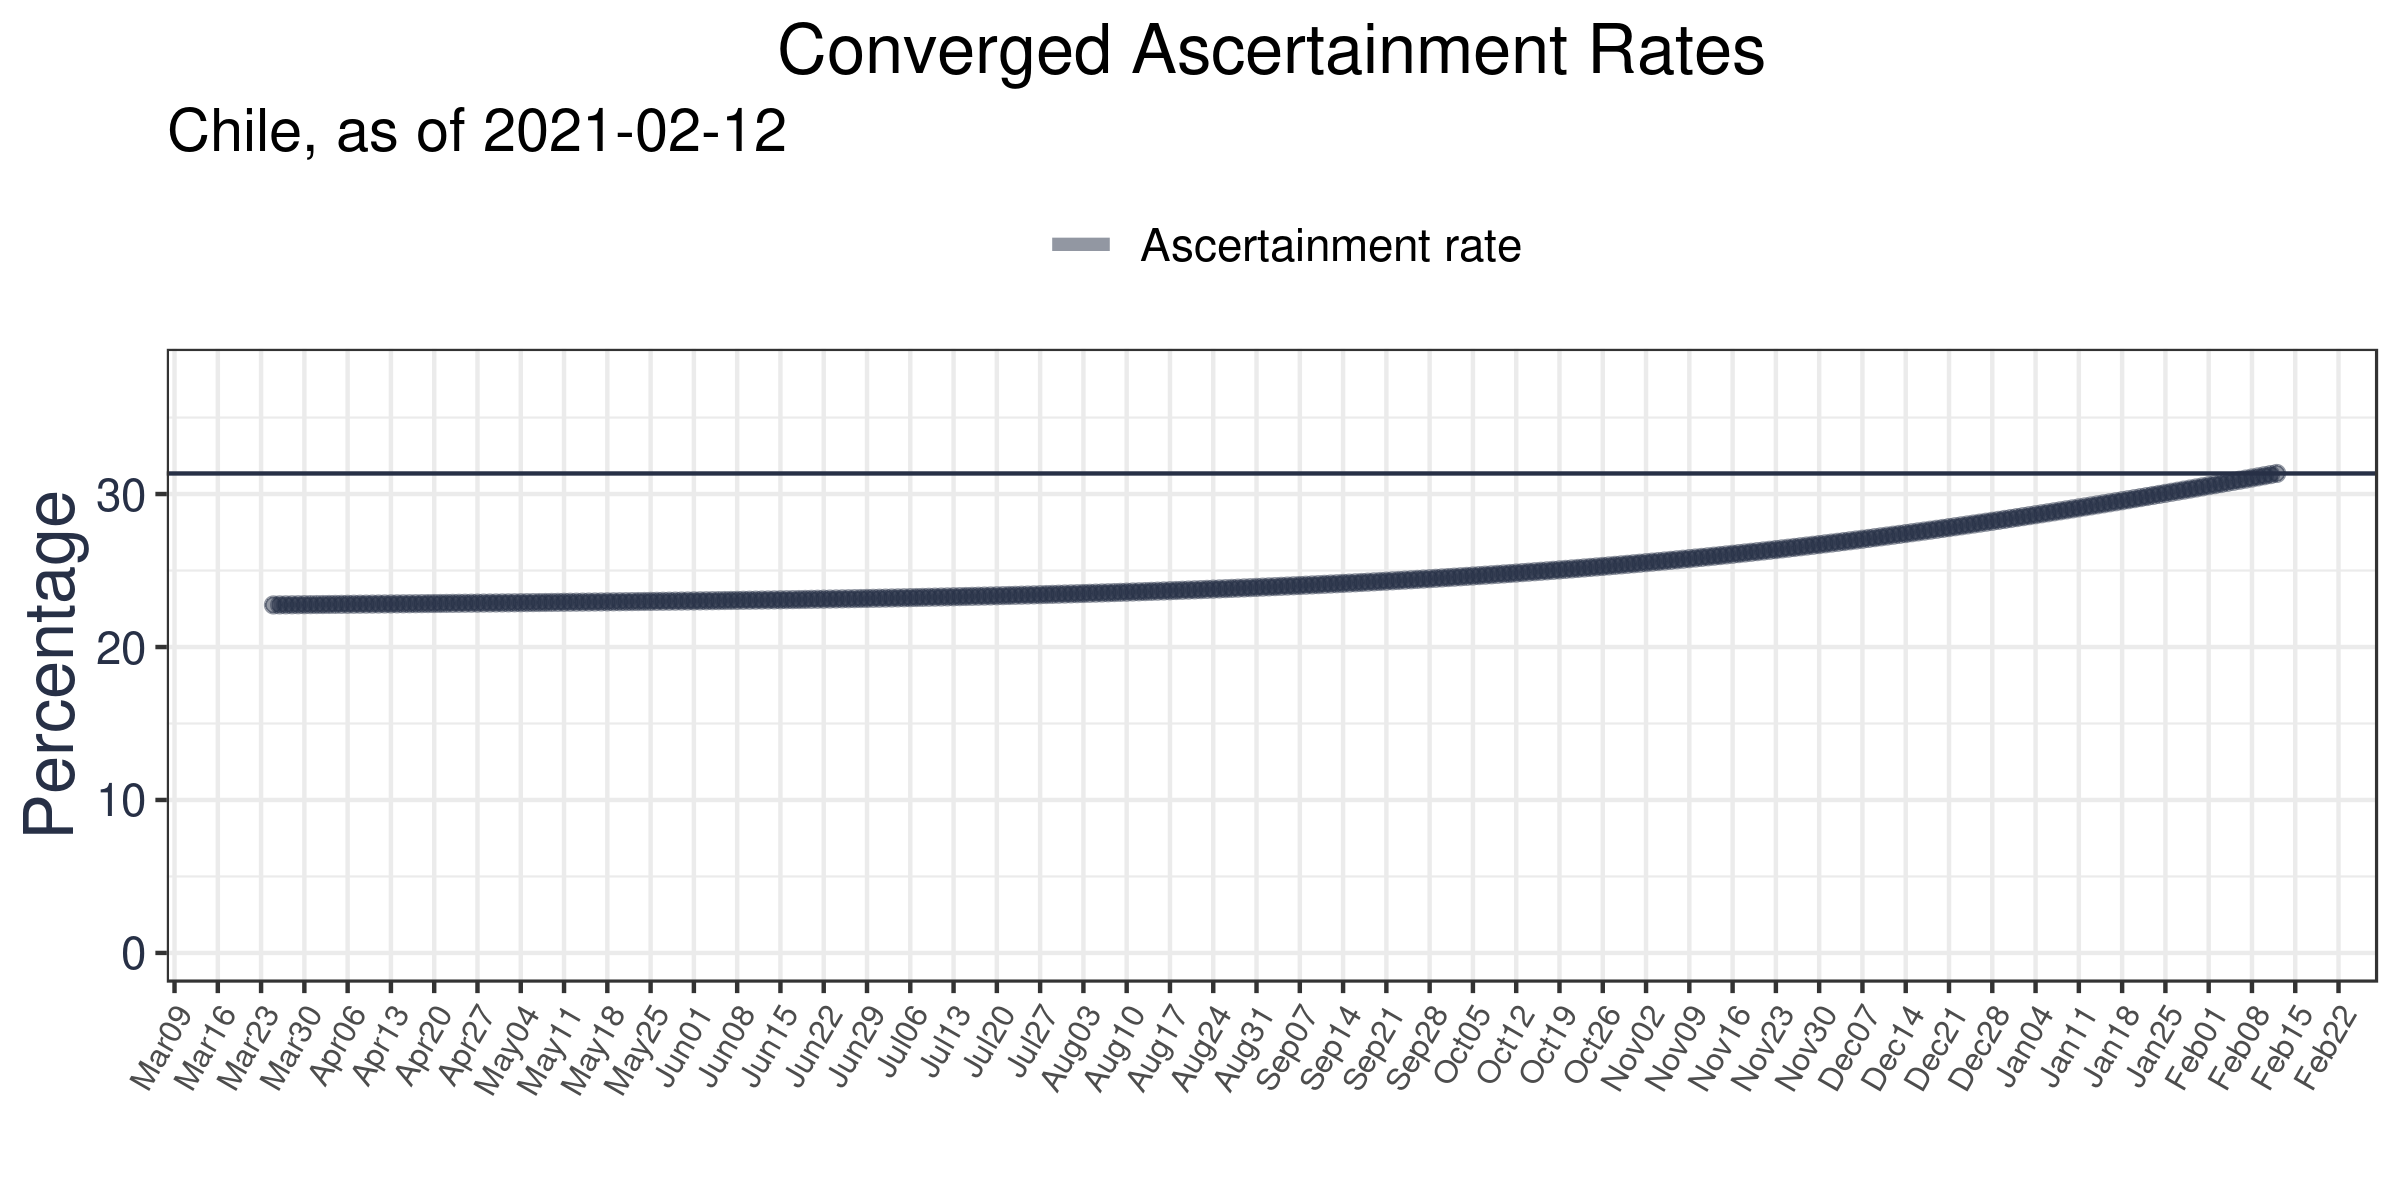 Converged Ascertainment Rates
Chile, as of 2021-02-12
Ascertainment rate
Percentage
30
20
10
0
Mar09 Mar16 Mar23 Mar30 Apr06 Apr13 Apr20 Apr27 May04 May11 May18 May25 Jun01 Jun08 Jun15 Jun22 Jun29 Jul06 Jul13 Jul20 Jul27 Aug03 Aug10 Aug17 Aug24 Aug31 Sep07 Sep14 Sep21 Sep28 Oct05 Oct12 Oct19 Oct26 Nov02 Nov09 Nov16 Nov23 Nov30 Dec07 Dec14 Dec21 Dec28 Jan04 Jan11 Jan18 Jan25 Feb01 Feb08 Feb15 Feb22